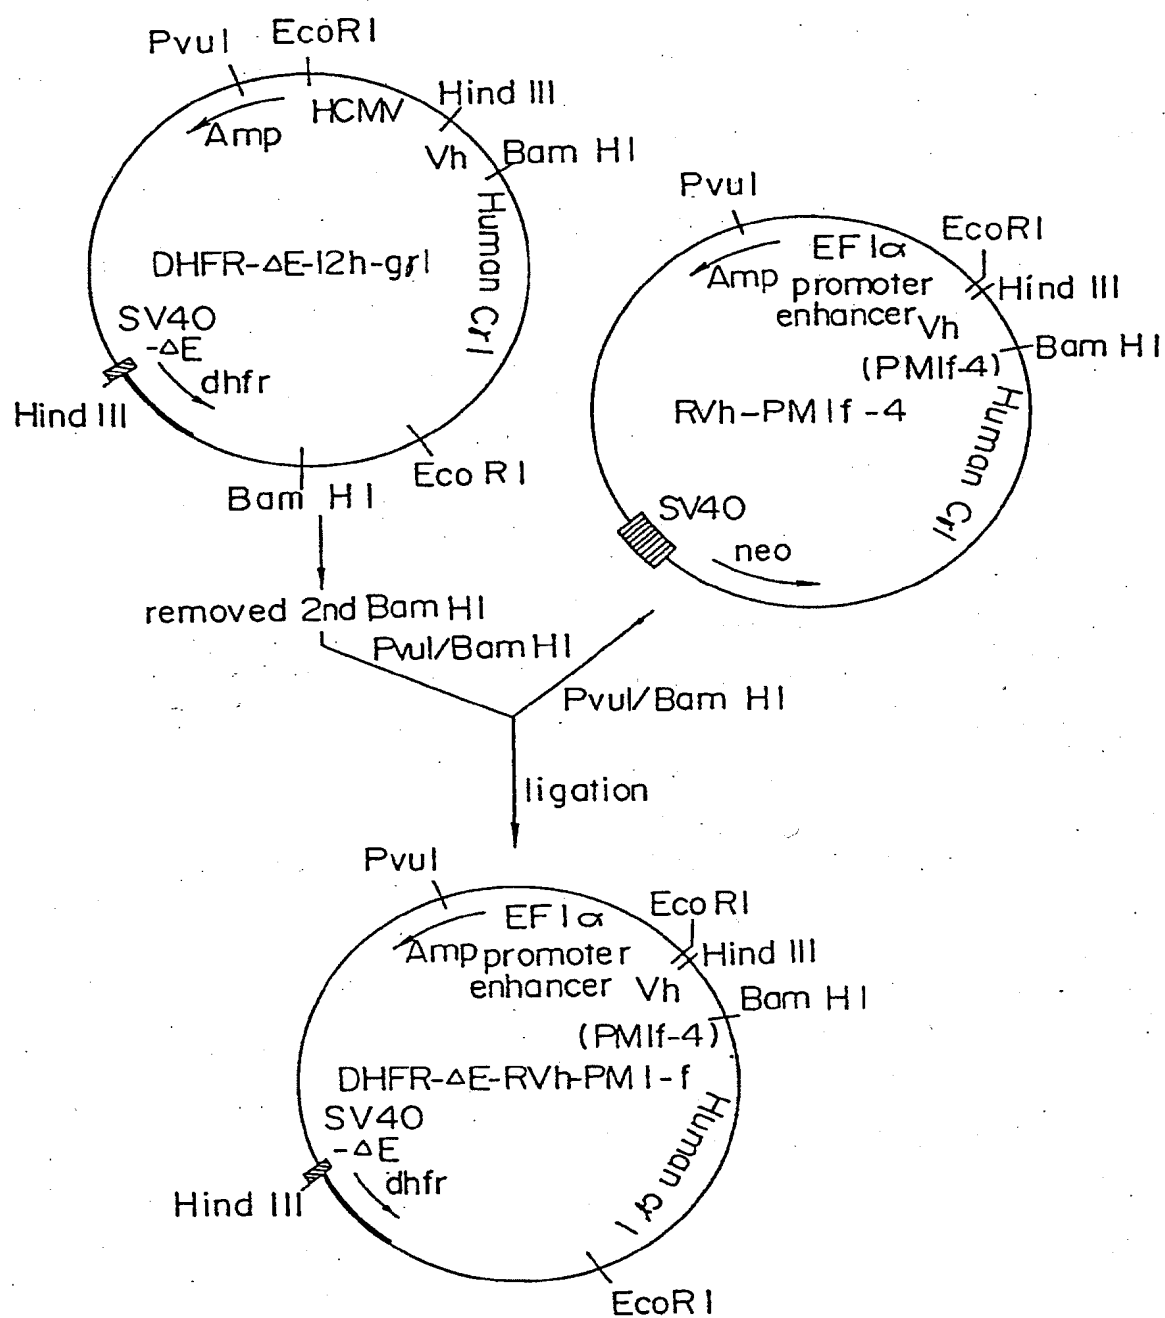 PvuI
EcoRI
HCMV
Hind III
Amp
Vh
Bam HI
Human Cγ1
DHFR-△E-12h-gγ1
SV40
-△E
dhfr
Hind III
Eco RI
Bam HI
PvuI
EF1α
promoter
enhancer
EcoRI
Amp
Hind III
Vh
Bam HI
(PM1f-4)
RVh-PM1f-4
Human Cγ1
SV40
neo
removed 2nd Bam HI
PvuI/Bam HI
PvuI/Bam HI
ligation
PvuI
EF1α
promoter
enhancer
Eco RI
Amp
Hind III
Vh
Bam HI
(PM1f-4)
DHFR-△E-RVh-PM1-f
SV40
-△E
dhfr
Human cγ1
Hind III
EcoRI